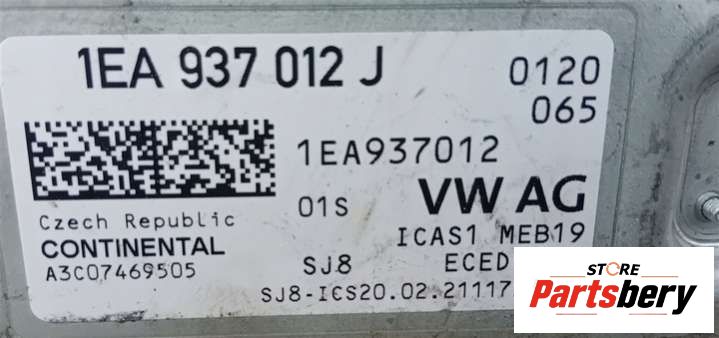 1EA 937 012 J
0120
065
1EA937012
01S
VW AG
Czech Republic
CONTINENTAL
A3C07469505
ICAS1 MEB19
SJ8
ECED
SJ8-ICS20.02.21117
STORE
Partsbery